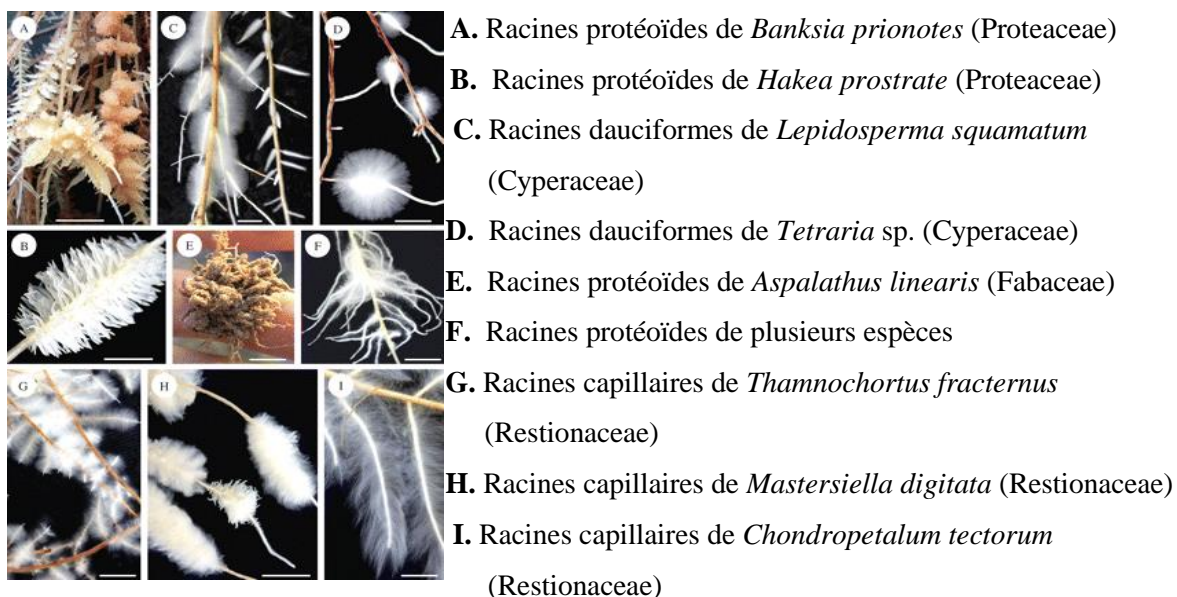 A
C
D
B
E
F
G
H
I
A. Racines protéoïdes de Banksia prionotes (Proteaceae)
B. Racines protéoïdes de Hakea prostrate (Proteaceae)
C. Racines dauciformes de Lepidosperma squamatum
(Cyperaceae)
D. Racines dauciformes de Tetraria sp. (Cyperaceae)
E. Racines protéoïdes de Aspalathus linearis (Fabaceae)
F. Racines protéoïdes de plusieurs espèces
G. Racines capillaires de Thamnochortus fracternus
(Restionaceae)
H. Racines capillaires de Mastersiella digitata (Restionaceae)
I. Racines capillaires de Chondropetalum tectorum
(Restionaceae)